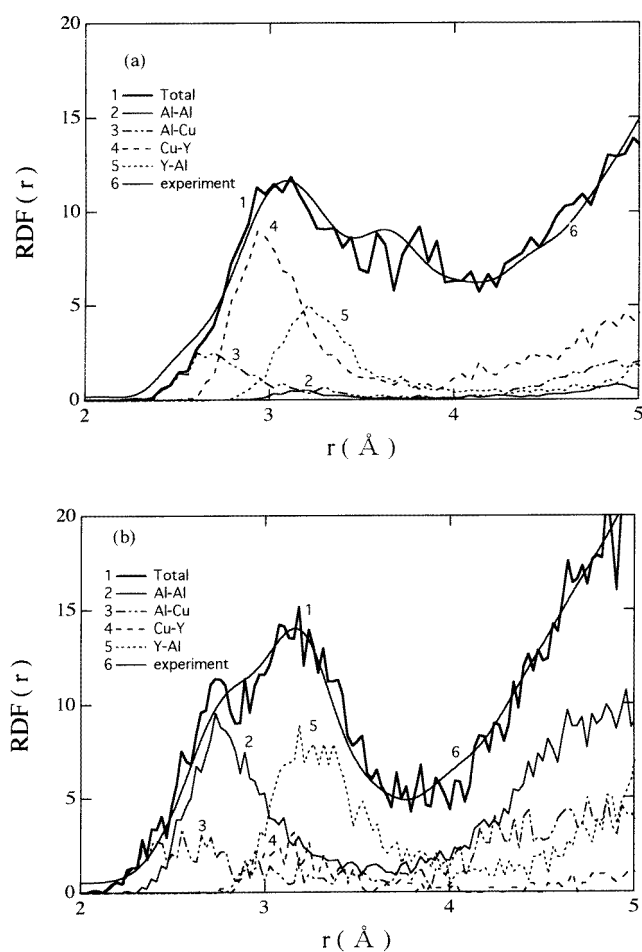 20
(a)
1 Total
2 Al-Al
3 Al-Cu
4 Cu-Y
5 Y-Al
6 experiment
15
10
5
0
RDF(r)
1
4
5
3
2
6
2 3 4 5
r ( Å )
20
(b)
1 Total
2 Al-Al
3 Al-Cu
4 Cu-Y
5 Y-Al
6 experiment
15
10
5
0
RDF(r)
1
2
5
6
3
4
2 3 4 5
r ( Å )